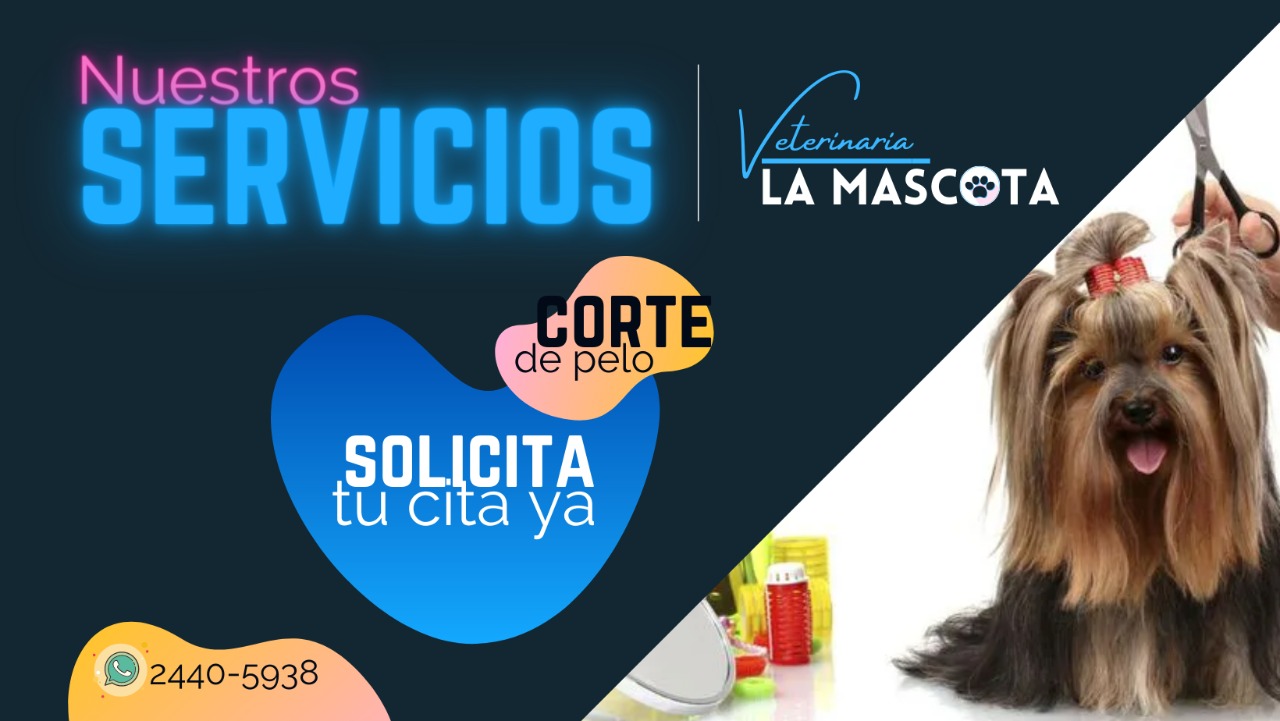 Nuestros
SERVICIOS
Veterinaria
LA MASCOTA
CORTE
de pelo
SOLICITA
tu cita ya
2440-5938